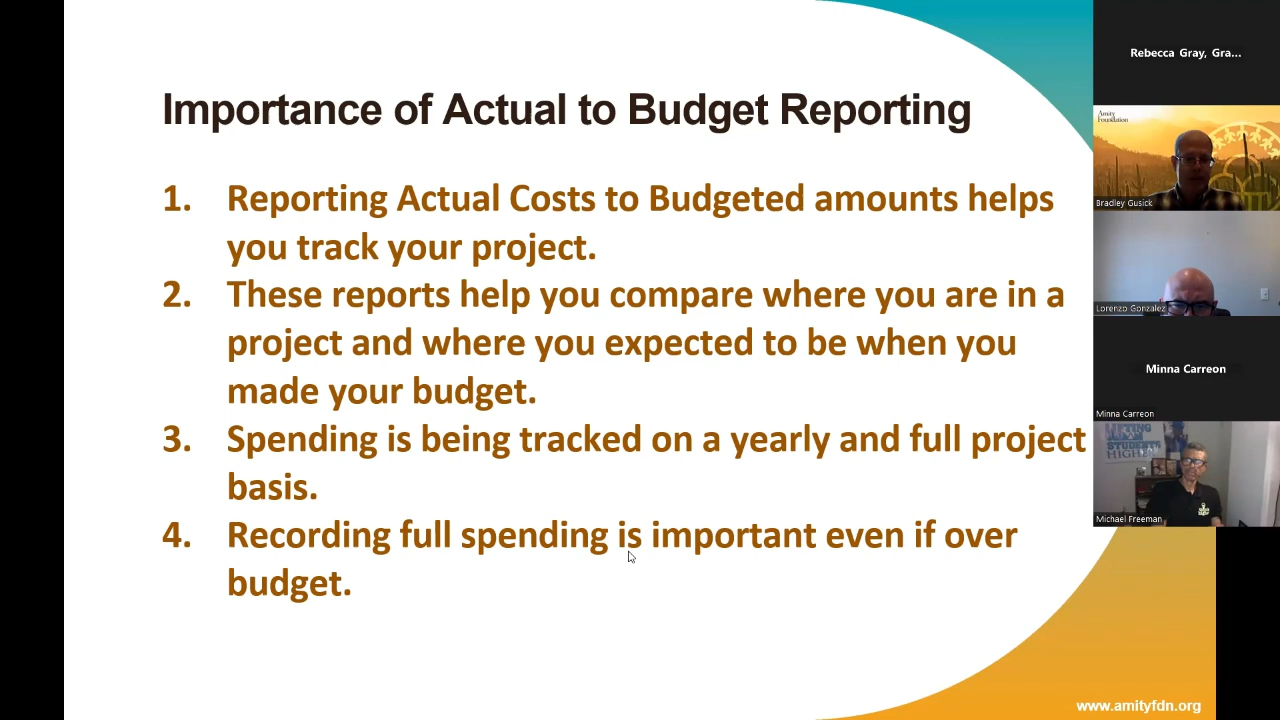 Importance of Actual to Budget Reporting
1. Reporting Actual Costs to Budgeted amounts helps
you track your project.
2. These reports help you compare where you are in a
project and where you expected to be when you
made your budget.
3. Spending is being tracked on a yearly and full project
basis.
4. Recording full spending is important even if over
budget.
www.amityfdn.org
Rebecca Gray, Gra...
Amity
Foundation
Bradley Gusick
Lorenzo Gonzalez
Minna Carreon
Minna Carreon
STUDENTS
HIGHER
Michael Freeman